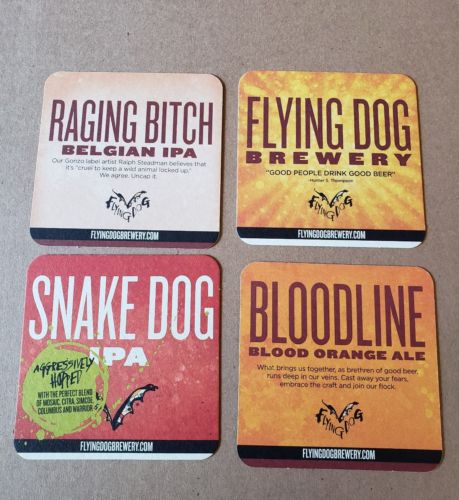 RAGING BITCH
BELGIAN IPA
Our Gonzo label artist Ralph Steadman believes that
it's "cruel to keep a wild animal locked up."
We agree. Uncap it.
FLYING DOG
FLYINGDOGBREWERY.COM
FLYING DOG
BREWERY
"GOOD PEOPLE DRINK GOOD BEER"
-Hunter S. Thompson
FLYING DOG
FLYINGDOGBREWERY.COM
SNAKE DOG
IPA
AGGRESSIVELY
HOPPED
WITH THE PERFECT BLEND
OF MOSAIC, CITRA, SIMCOE,
COLUMBUS AND WARRIOR
FLYINGDOGBREWERY.COM
BLOODLINE
BLOOD ORANGE ALE
What brings us together, as brethren of good beer,
runs deep in our veins. Cast away your fears,
embrace the craft and join our flock.
FLYING DOG
FLYINGDOGBREWERY.COM